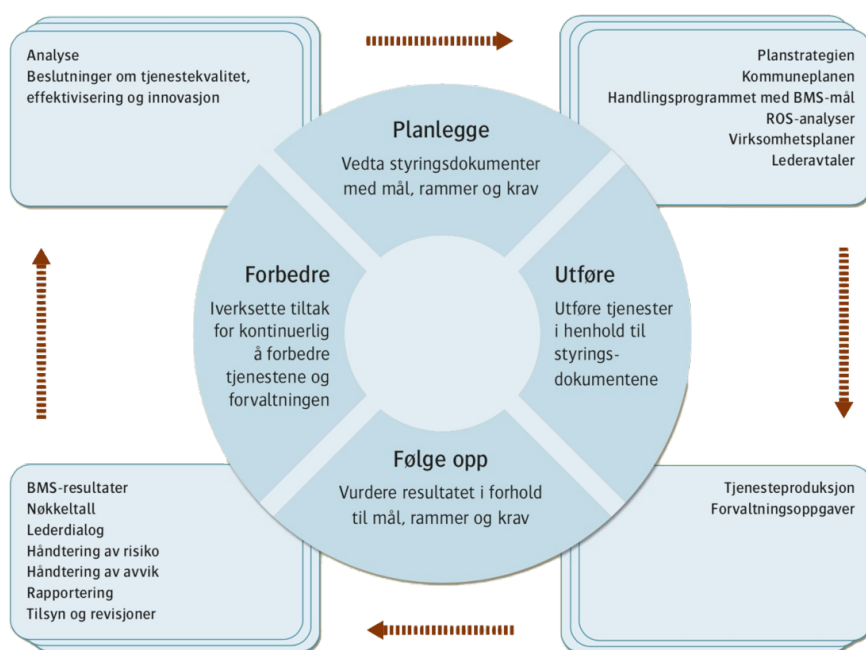 Analyse
Beslutninger om tjenestekvalitet,
effektivisering og innovasjon
Planstrategien
Kommuneplanen
Handlingsprogrammet med BMS-mål
ROS-analyser
Virksomhetsplaner
Lederavtaler
Planlegge
Vedta styringsdokumenter
med mål, rammer og krav
Forbedre
Iverksette tiltak
for kontinuerlig
å forbedre
tjenestene og
forvaltningen
Utføre
Utføre tjenester
i henhold til
styrings-
dokumentene
Følge opp
Vurdere resultatet i forhold
til mål, rammer og krav
BMS-resultater
Nøkkeltall
Lederdialog
Håndtering av risiko
Håndtering av avvik
Rapportering
Tilsyn og revisjoner
Tjenesteproduksjon
Forvaltningsoppgaver